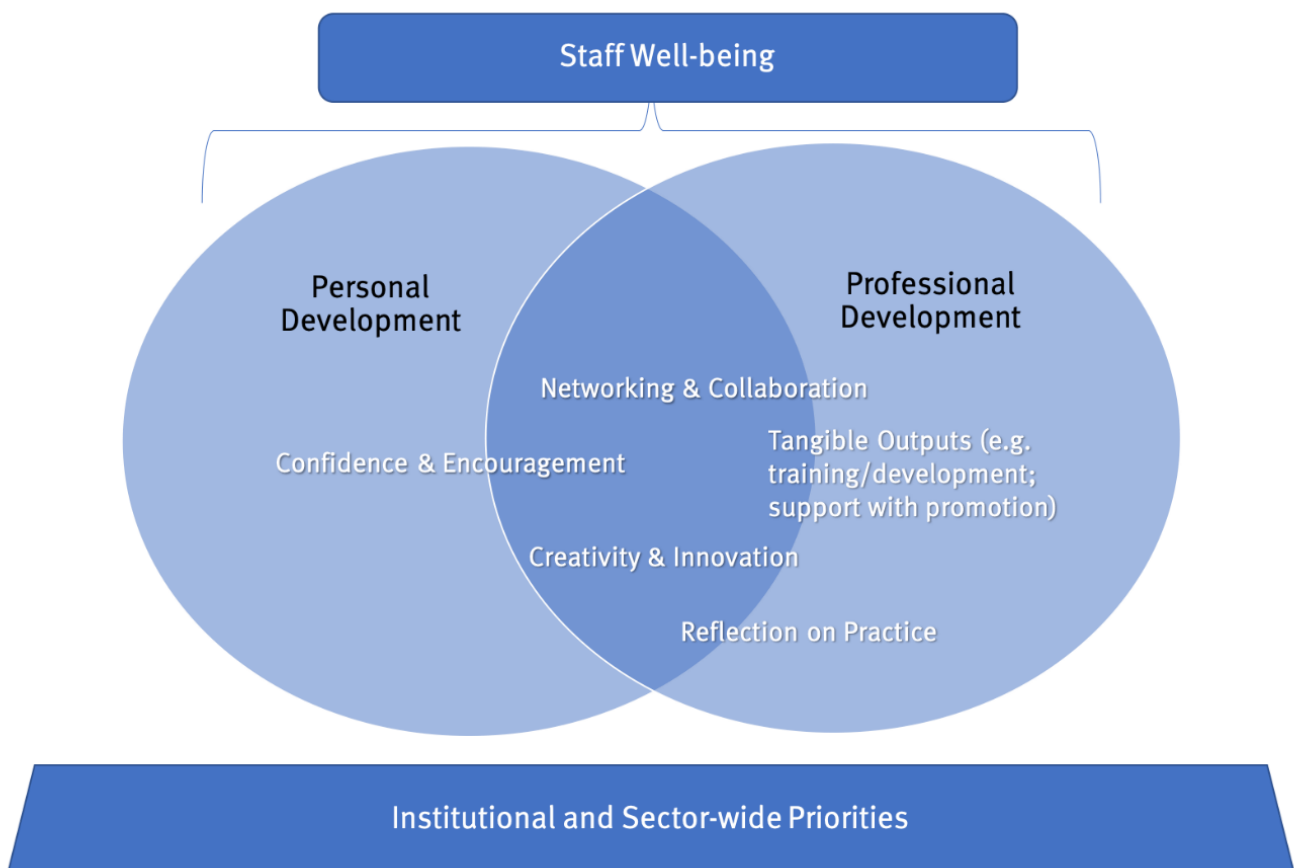 Staff Well-being
Personal
Development
Professional
Development
Networking & Collaboration
Confidence & Encouragement
Tangible Outputs (e.g.
training/development;
support with promotion)
Creativity & Innovation
Reflection on Practice
Institutional and Sector-wide Priorities